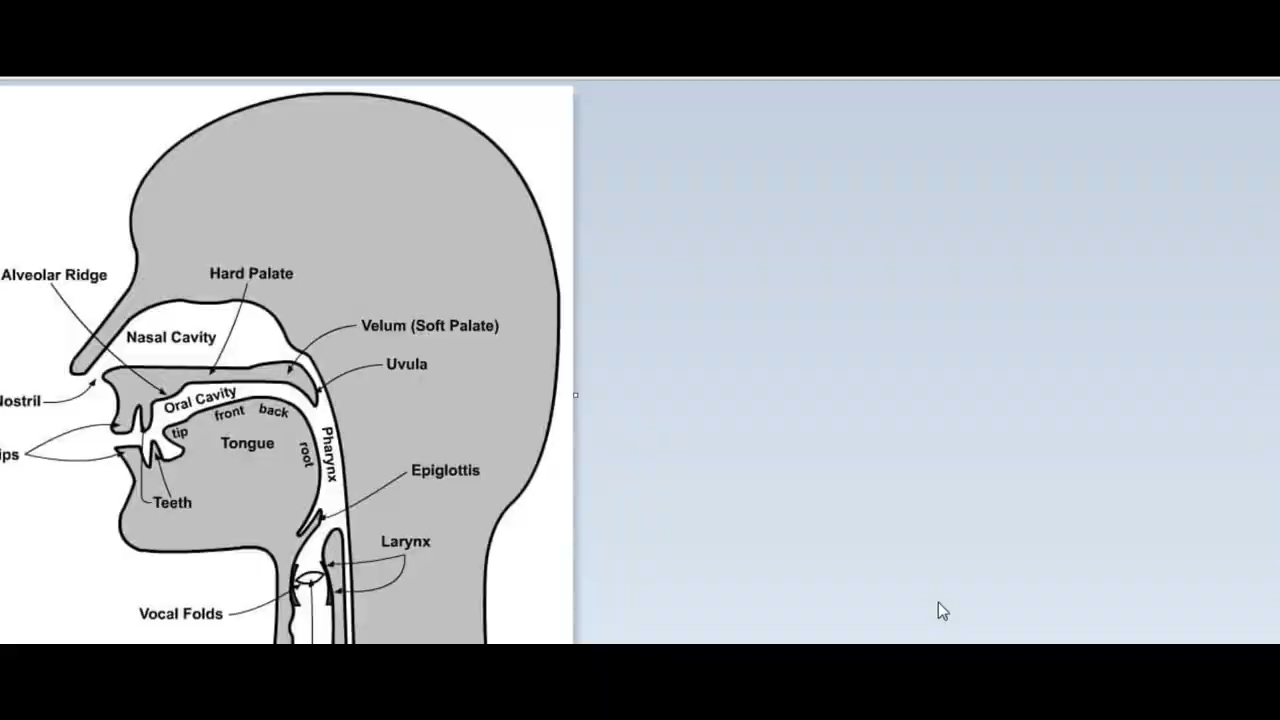 Alveolar Ridge
Hard Palate
Nasal Cavity
Velum (Soft Palate)
Uvula
Nostril
Oral Cavity
front
back
tip
ips
Tongue
root
Pharynx
Epiglottis
Teeth
Larynx
Vocal Folds